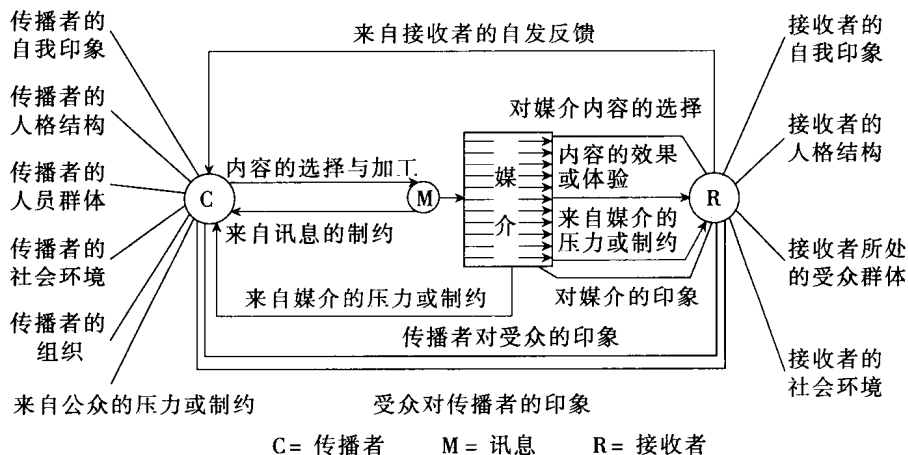 传播者的
自我印象
传播者的
人格结构
传播者的
人员群体
传播者的
社会环境
传播者的
组织
来自公众的压力或制约
来自接收者的自发反馈
C
内容的选择与加工
M
来自讯息的制约
来自媒介的压力或制约
媒
介
对媒介内容的选择
内容的效果
或体验
来自媒介的
压力或制约
对媒介的印象
R
传播者对受众的印象
受众对传播者的印象
接收者的
自我印象
接收者的
人格结构
接收者所处
的受众群体
接收者的
社会环境
C= 传播者 M= 讯息 R= 接收者